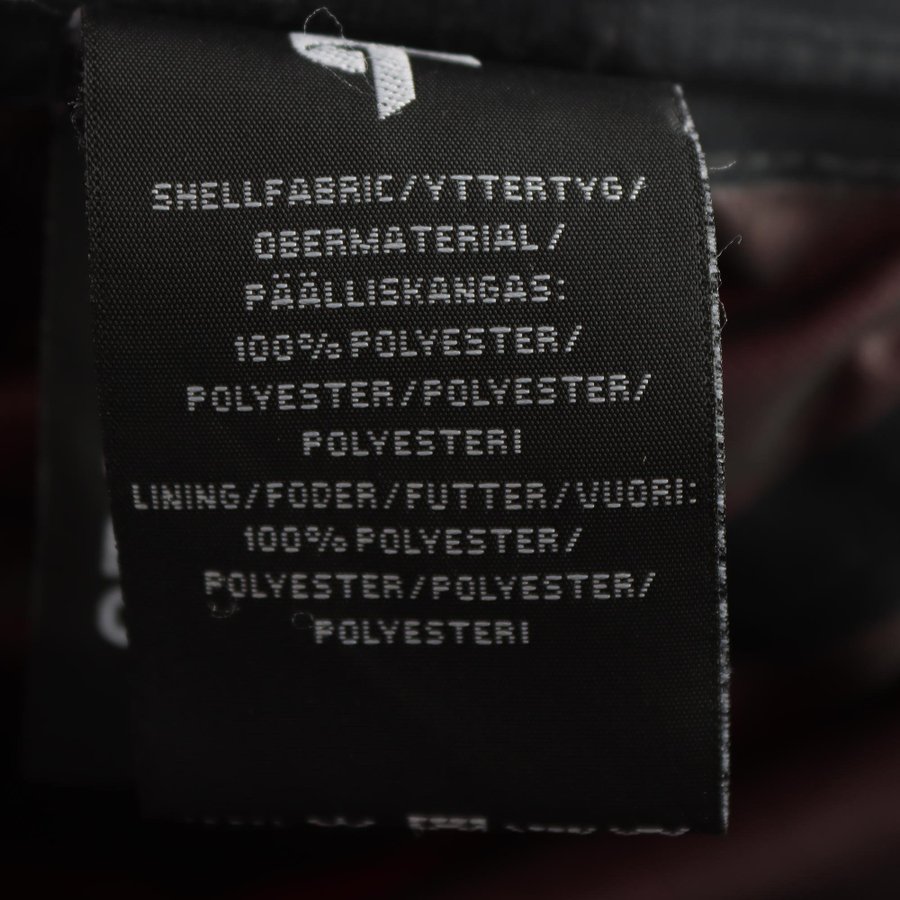 SHELLFABRIC/YTTERTYG/
OBERMATERIAL/
PÄÄLLISKANGAS:
100% POLYESTER/
POLYESTER/POLYESTER/
POLYESTERI
LINING/FODER/FUTTER/VUORI:
100% POLYESTER/
POLYESTER/POLYESTER/
POLYESTERI